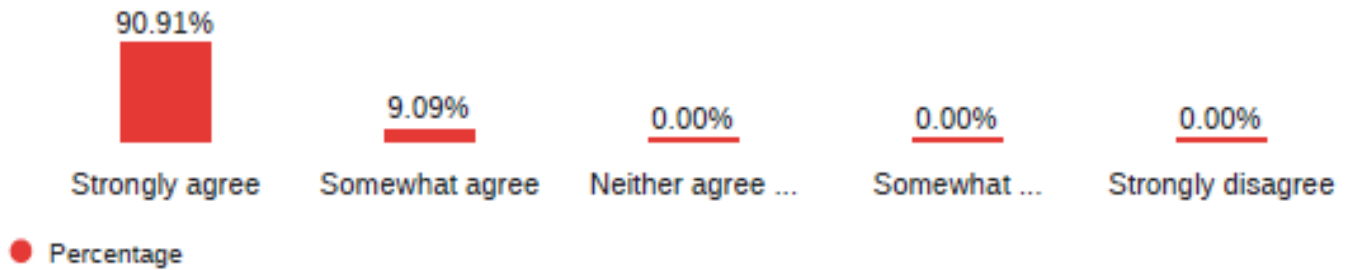 90.91%
9.09%
0.00%
0.00%
0.00%
Strongly agree
Somewhat agree
Neither agree ...
Somewhat ...
Strongly disagree
Percentage